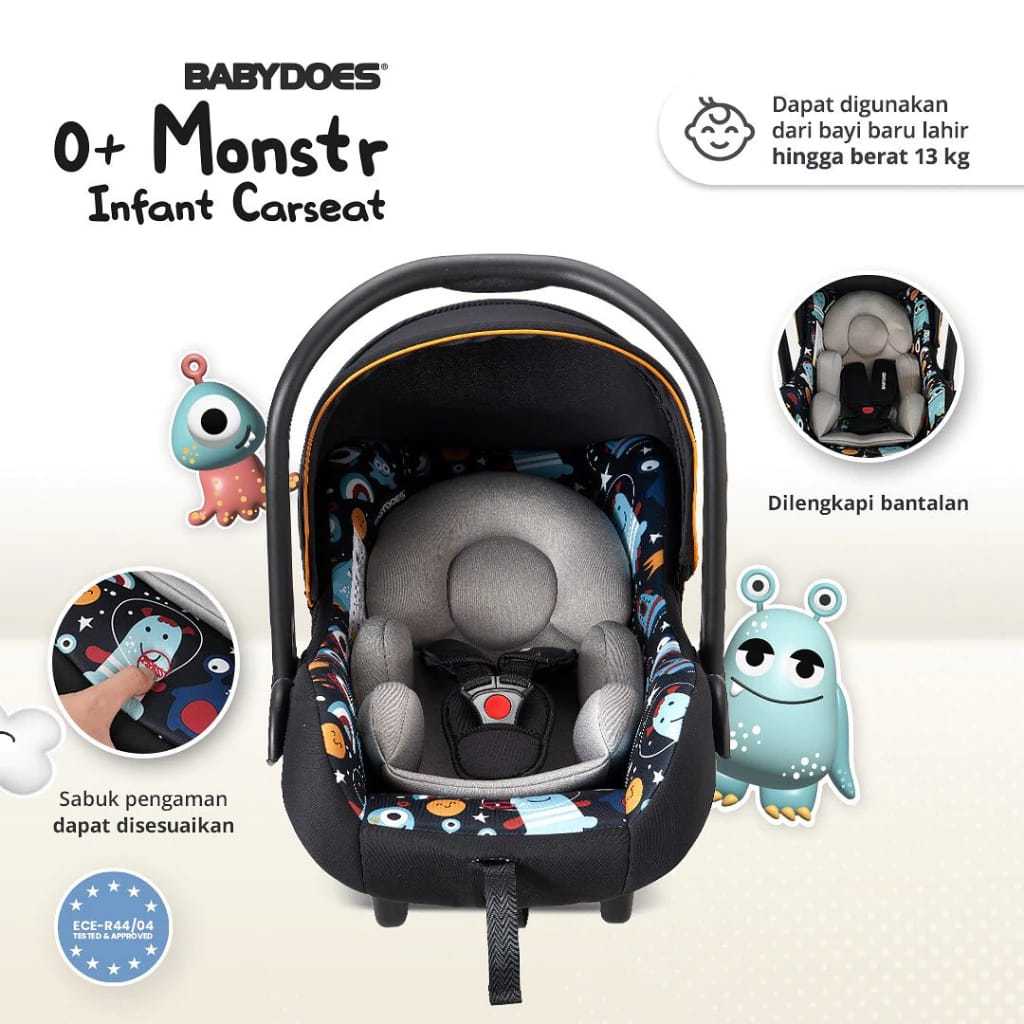 BABYDOES®
0+ Monstr
Infant Carseat
Dapat digunakan
dari bayi baru lahir
hingga berat 13 kg
Dilengkapi bantalan
BABYDOES
Sabuk pengaman
dapat disesuaikan
ECE-R44/04
TESTED & APPROVED